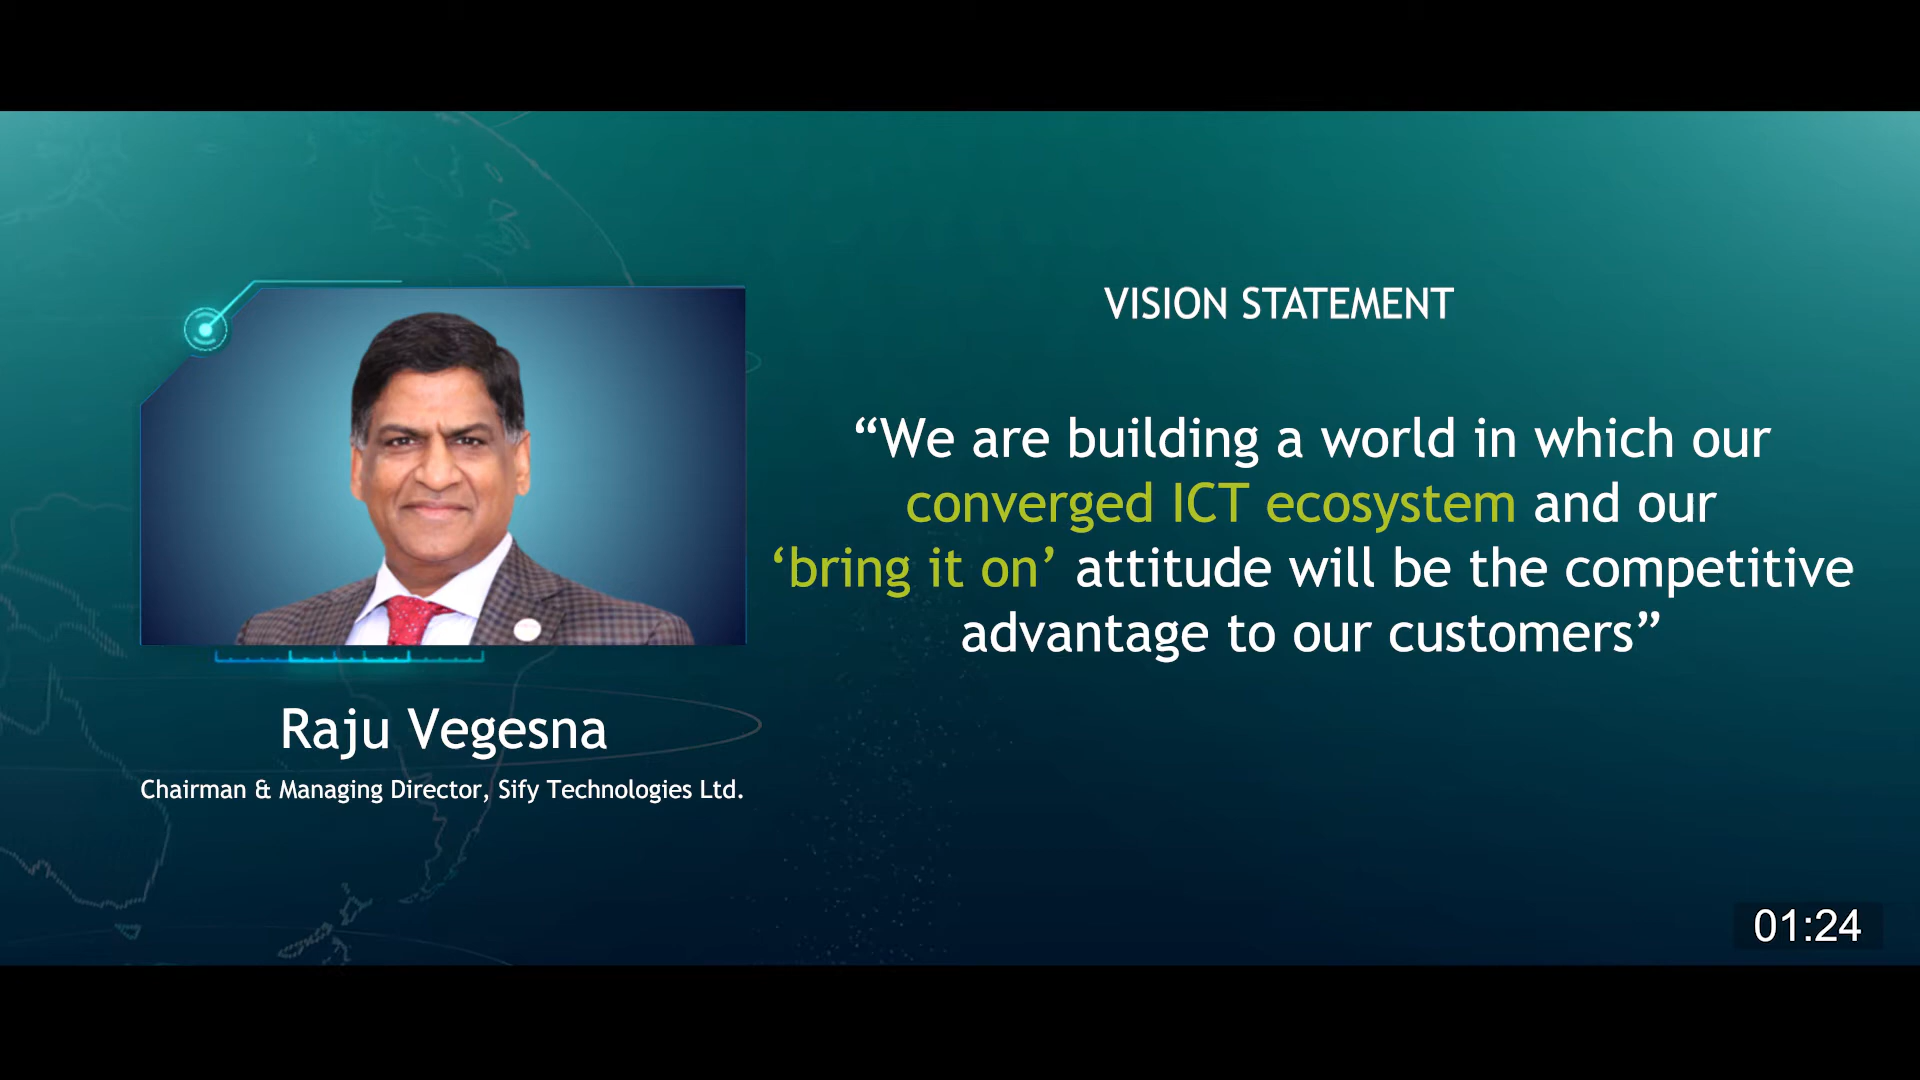 VISION STATEMENT
“We are building a world in which our
converged ICT ecosystem and our
‘bring it on’ attitude will be the competitive
advantage to our customers”
Raju Vegesna
Chairman & Managing Director, Sify Technologies Ltd.
01:24